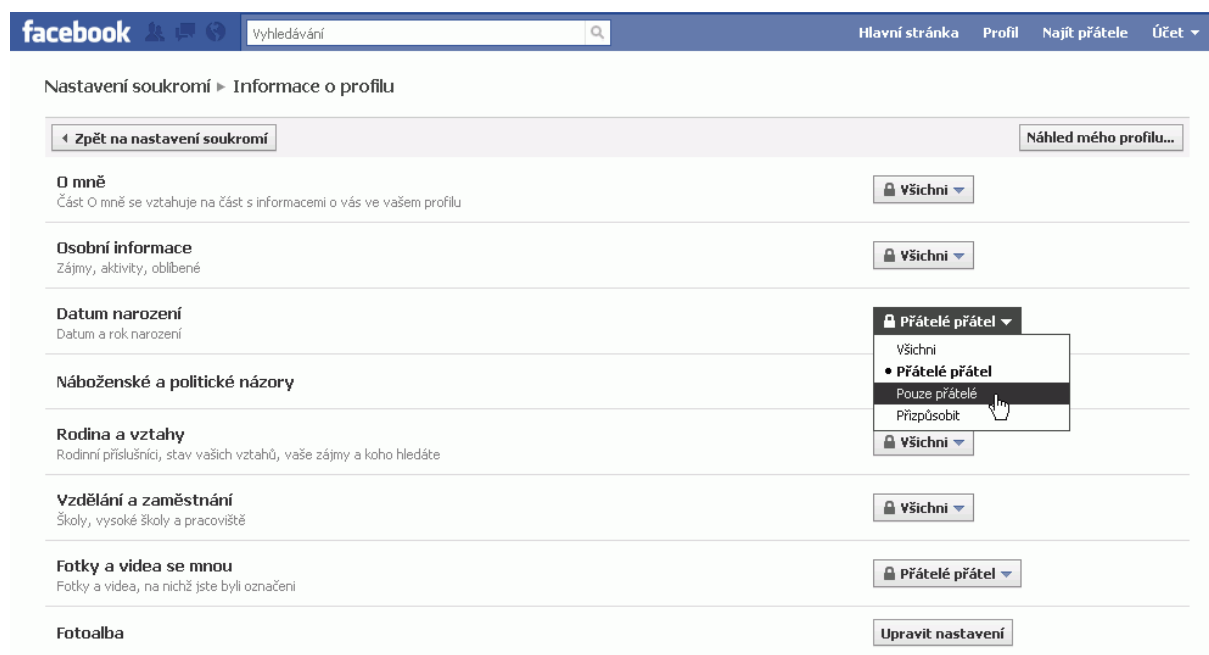 facebook Vyhledávání Hlavní stránka Profil Najít přátele Účet
Nastavení soukromí ▸ Informace o profilu
Zpět na nastavení soukromí Náhled mého profilu...
O mně Všichni
Část O mně se vztahuje na část s informacemi o vás ve vašem profilu
Osobní informace Všichni
Zájmy, aktivity, oblíbené
Datum narození Přátelé přátel
Datum a rok narození
Všichni
• Přátelé přátel
Náboženské a politické názory
Pouze přátelé
Přizpůsobit
Rodina a vztahy Všichni
Rodinní příslušníci, stav vašich vztahů, vaše zájmy a koho hledáte
Vzdělání a zaměstnání Všichni
Školy, vysoké školy a pracoviště
Fotky a videa se mnou Přátelé přátel
Fotky a videa, na nichž jste byli označeni
Fotoalba Upravit nastavení